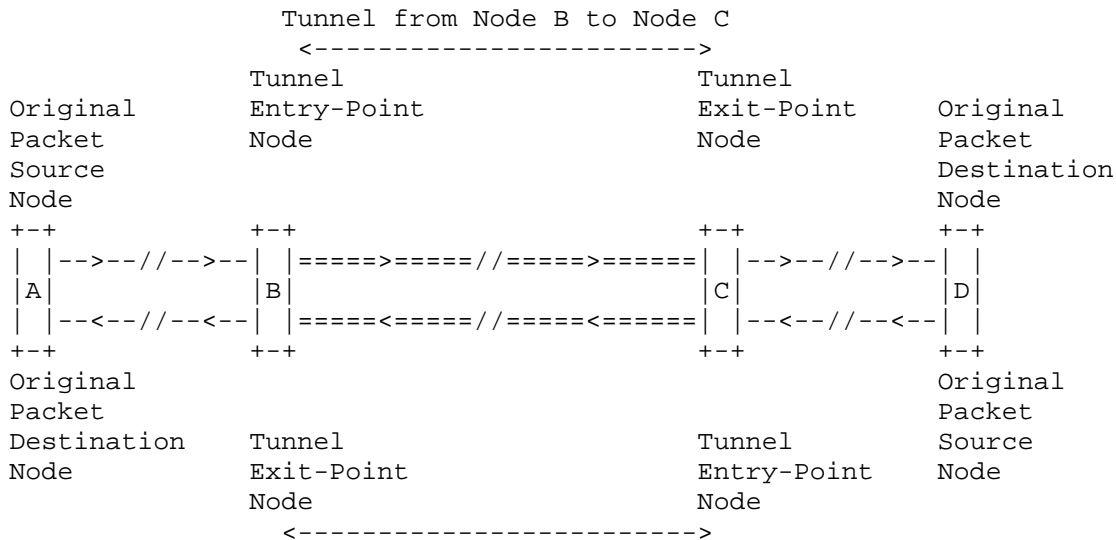 Tunnel from Node B to Node C
                   <------------------------>
                Tunnel                      Tunnel
Original        Entry-Point                 Exit-Point     Original
Packet          Node                        Node           Packet
Source                                                     Destination
Node                                                       Node
+-+             +-+                         +-+            +-+
| |-->--//-->--| |=====>=====//=====>======| |-->--//-->--| |
|A|             |B|                         |C|            |D|
| |--<--//--<--| |=====<=====//=====<======| |--<--//--<--| |
+-+             +-+                         +-+            +-+
Original                                                   Original
Packet                                                     Packet
Destination     Tunnel                      Tunnel         Source
Node            Exit-Point                  Entry-Point    Node
                Node                        Node
                  <------------------------->